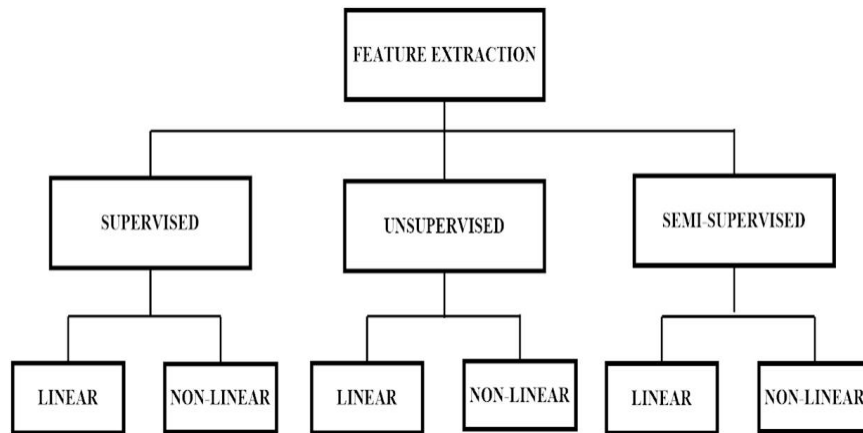 FEATURE EXTRACTION
SUPERVISED
UNSUPERVISED
SEMI-SUPERVISED
LINEAR
NON-LINEAR
LINEAR
NON-LINEAR
LINEAR
NON-LINEAR